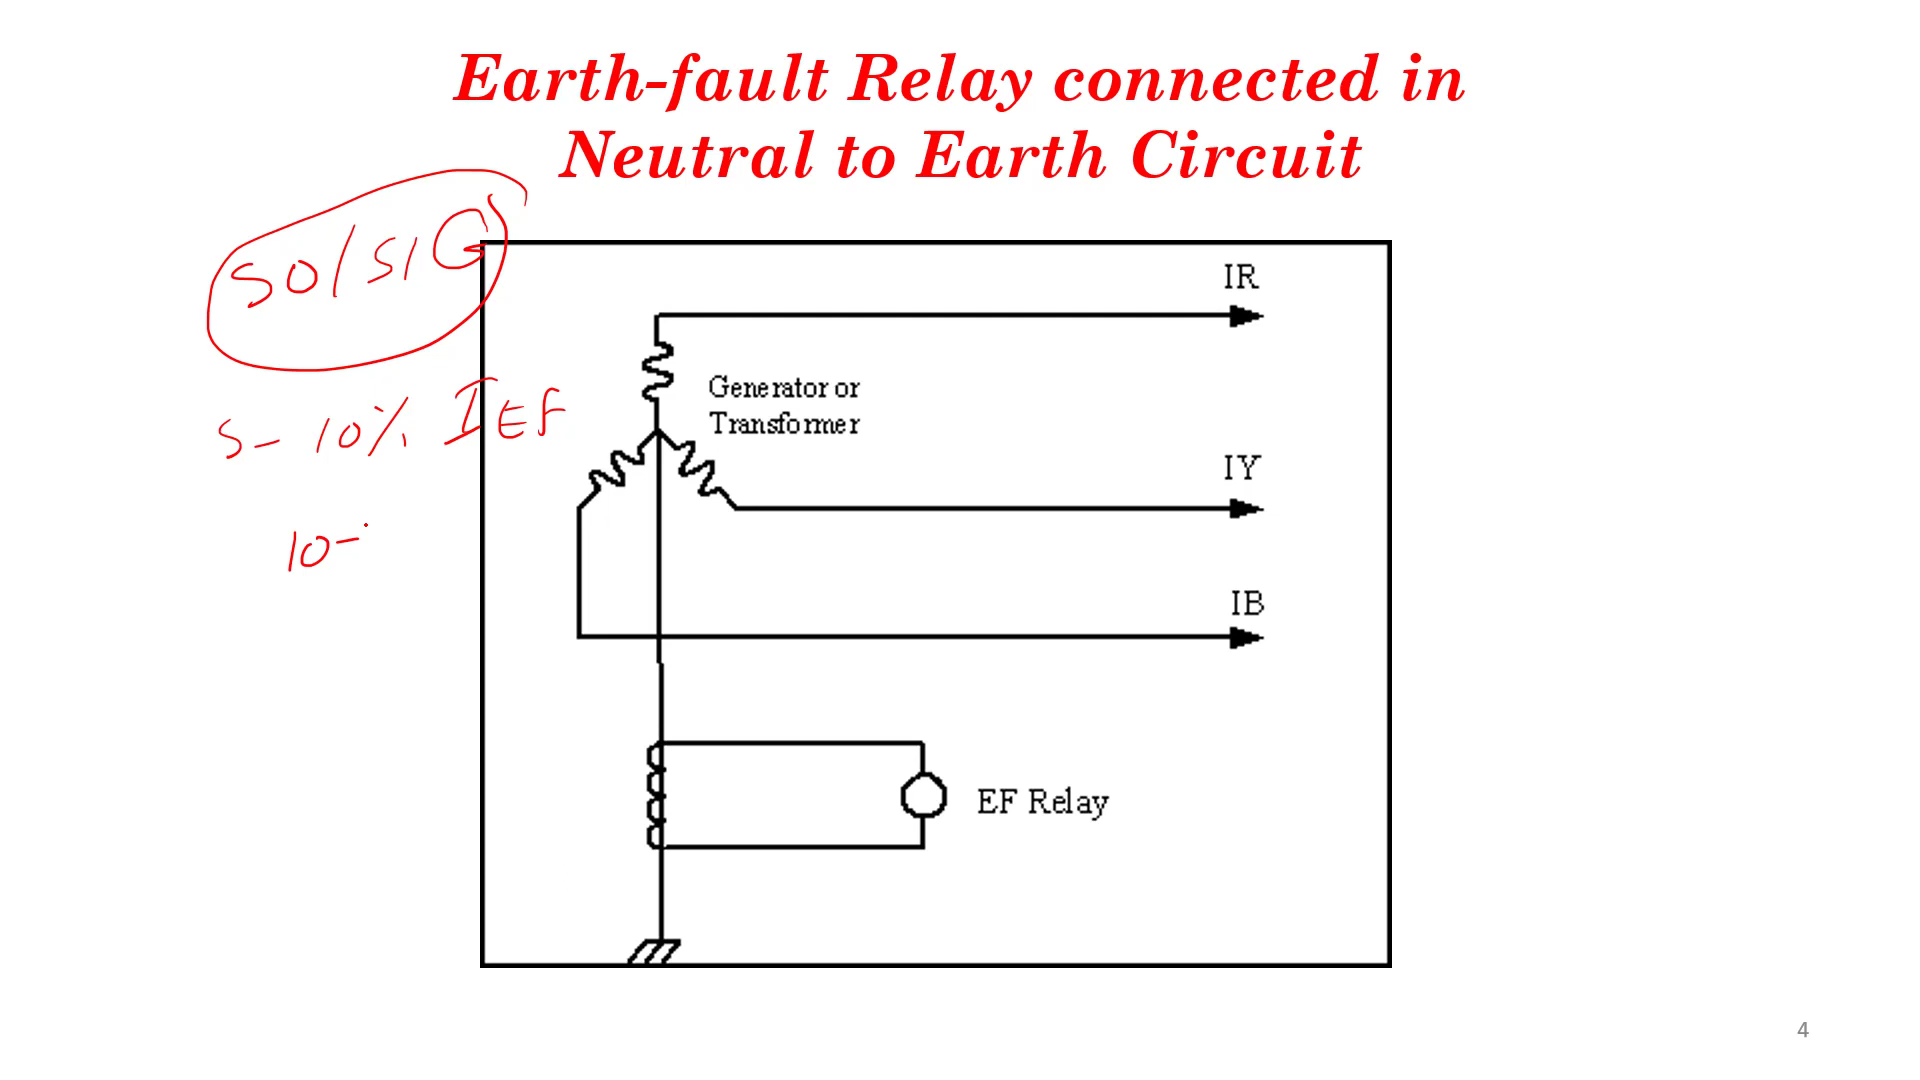 Earth-fault Relay connected in
Neutral to Earth Circuit
50/51G
IR
Generator or
Transformer
5- 10% IEF
IY
10-
IB
EF Relay
4